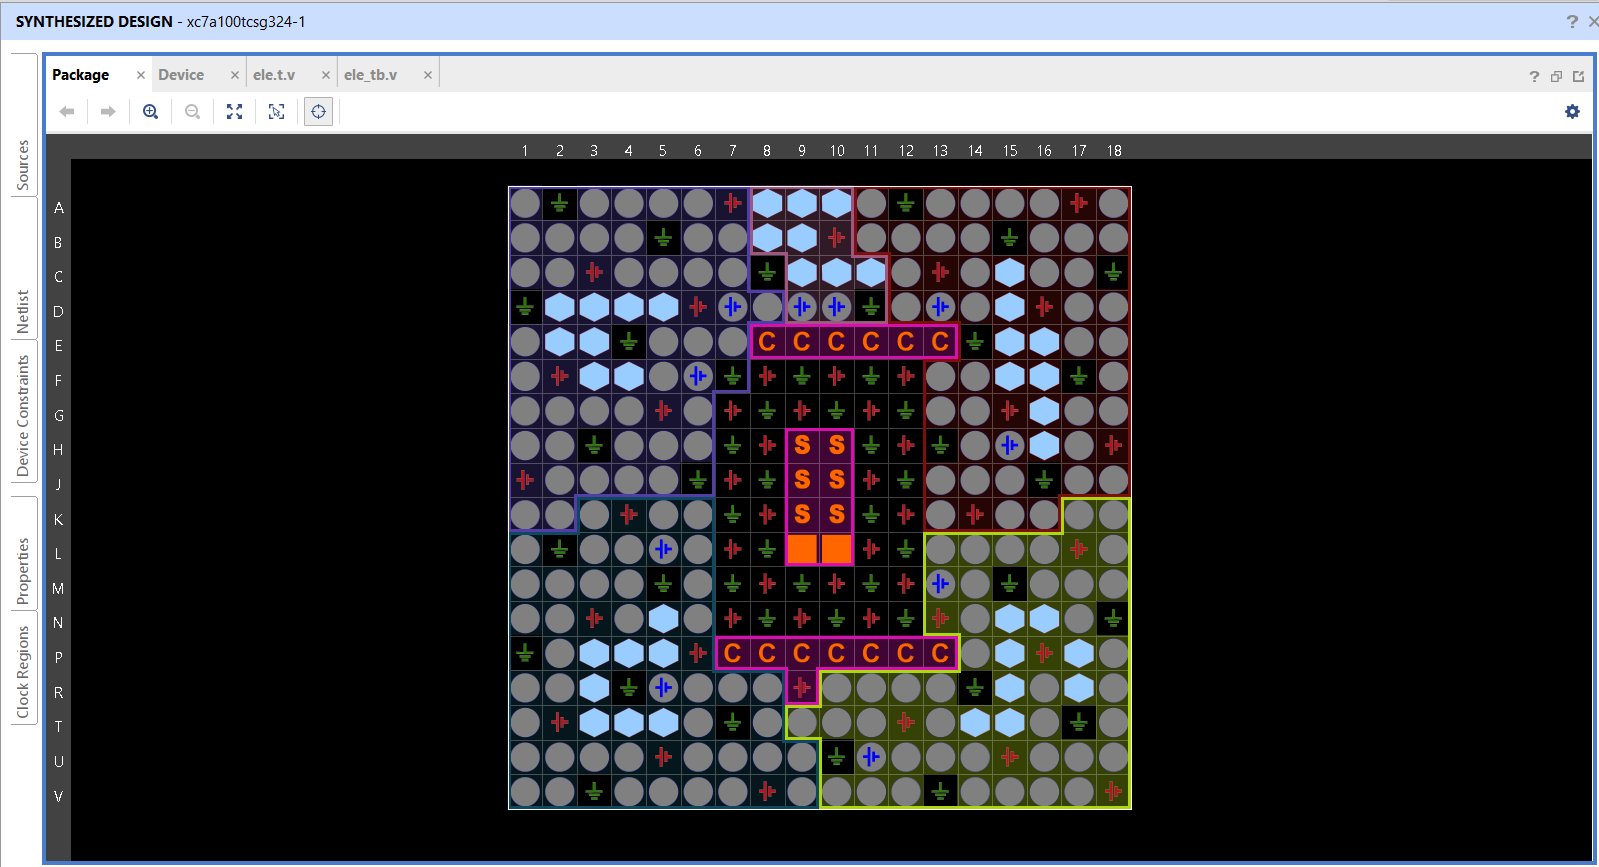 SYNTHESIZED DESIGN - xc7a100tcsg324-1 ? ×
Package × Device × ele.t.v × ele_tb.v × ?
1 2 3 4 5 6 7 8 9 10 11 12 13 14 15 16 17 18
Sources
Netlist
Device Constraints
Properties
Clock Regions
A
B
C
D
E C C C C C C
F
G
H S S
J S S
K S S
L
M
N
P C C C C C C C
R
T
U
V